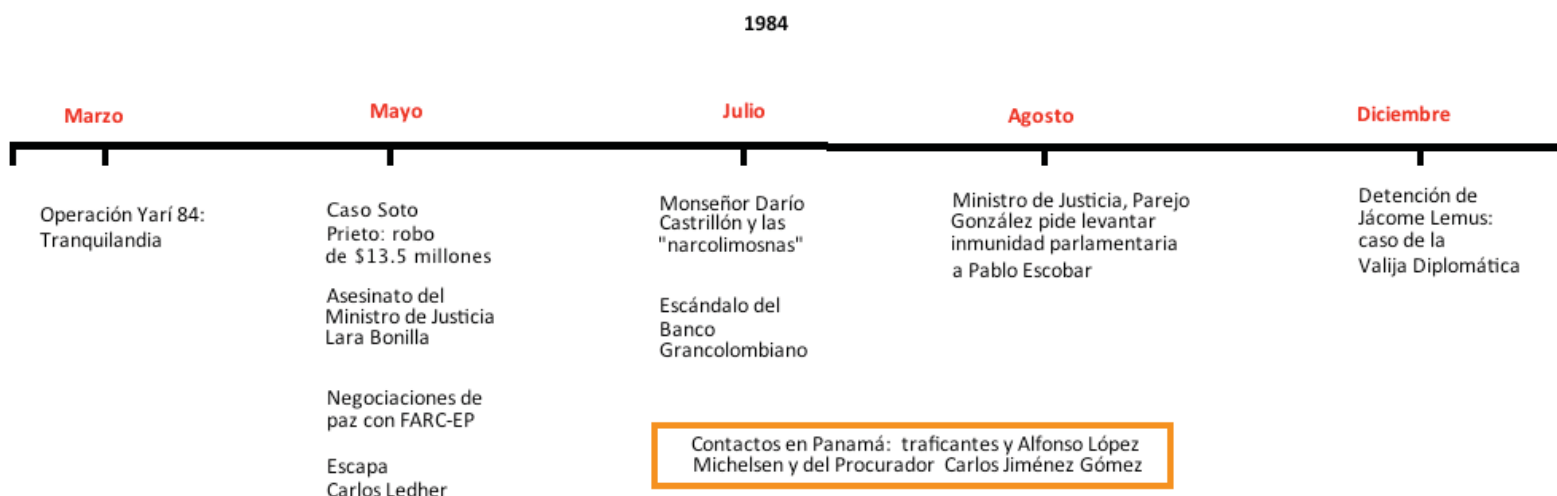 1984
Marzo
Operación Yarí 84:
Tranquilandia
Mayo
Caso Soto
Prieto: robo
de $13.5 millones
Asesinato del
Ministro de Justicia
Lara Bonilla
Negociaciones de
paz con FARC-EP
Escapa
Carlos Ledher
Julio
Monseñor Darío
Castrillón y las
"narcolimosnas"
Escándalo del
Banco
Grancolombiano
Agosto
Ministro de Justicia, Parejo
González pide levantar
inmunidad parlamentaria
a Pablo Escobar
Contactos en Panamá: traficantes y Alfonso López
Michelsen y del Procurador Carlos Jiménez Gómez
Diciembre
Detención de
Jácome Lemus:
caso de la
Valija Diplomática